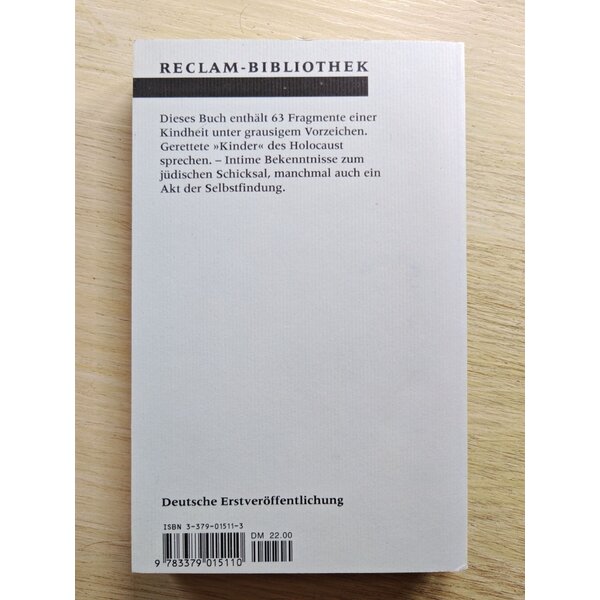 RECLAM-BIBLIOTHEK
Dieses Buch enthält 63 Fragmente einer
Kindheit unter grausigem Vorzeichen.
Gerettete »Kinder« des Holocaust
sprechen. – Intime Bekenntnisse zum
jüdischen Schicksal, manchmal auch ein
Akt der Selbstfindung.
Deutsche Erstveröffentlichung
ISBN 3-379-01511-3
DM 22.00
9 783379 015110